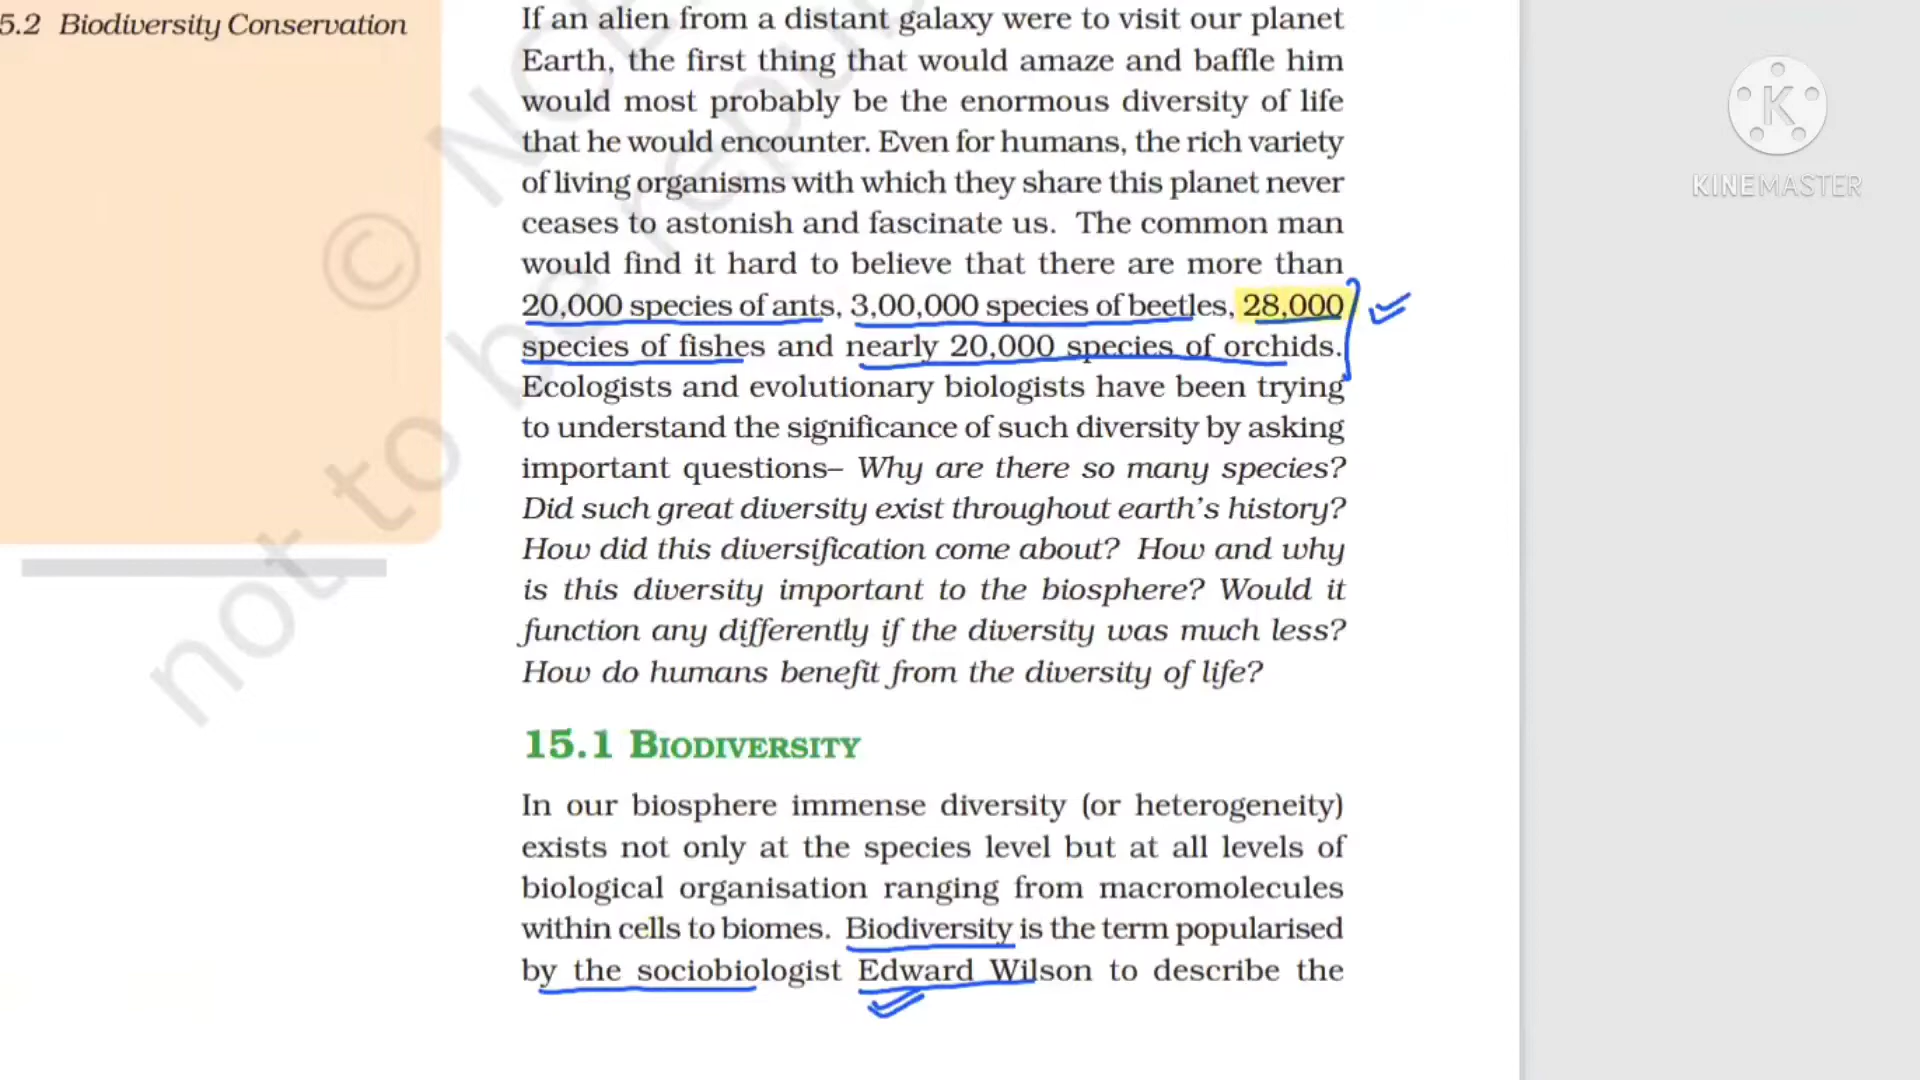 5.2 Biodiversity Conservation
If an alien from a distant galaxy were to visit our planet
Earth, the first thing that would amaze and baffle him
would most probably be the enormous diversity of life
that he would encounter. Even for humans, the rich variety
of living organisms with which they share this planet never
ceases to astonish and fascinate us. The common man
would find it hard to believe that there are more than
20,000 species of ants, 3,00,000 species of beetles, 28,000
species of fishes and nearly 20,000 species of orchids.
Ecologists and evolutionary biologists have been trying
to understand the significance of such diversity by asking
important questions– Why are there so many species?
Did such great diversity exist throughout earth's history?
How did this diversification come about? How and why
is this diversity important to the biosphere? Would it
function any differently if the diversity was much less?
How do humans benefit from the diversity of life?
15.1 BIODIVERSITY
In our biosphere immense diversity (or heterogeneity)
exists not only at the species level but at all levels of
biological organisation ranging from macromolecules
within cells to biomes. Biodiversity is the term popularised
by the sociobiologist Edward Wilson to describe the
K
KINEMASTER
© NCE
not to be repu